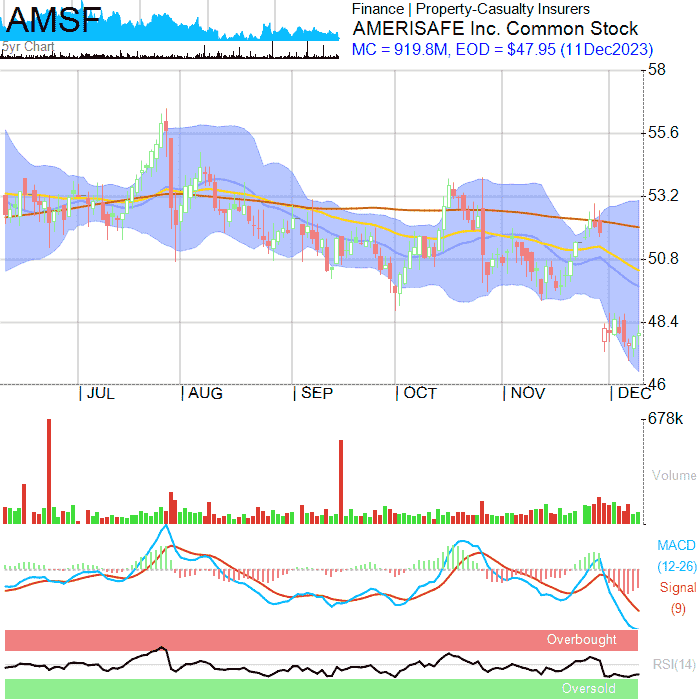 AMSF
5yr Chart
Finance | Property-Casualty Insurers
AMERISAFE Inc. Common Stock
MC = 919.8M, EOD = $47.95 (11Dec2023)
58
55.6
53.2
50.8
48.4
46
JUL
AUG
SEP
OCT
NOV
DEC
678k
Volume
MACD
(12-26)
Signal
(9)
Overbought
RSI(14)
Oversold